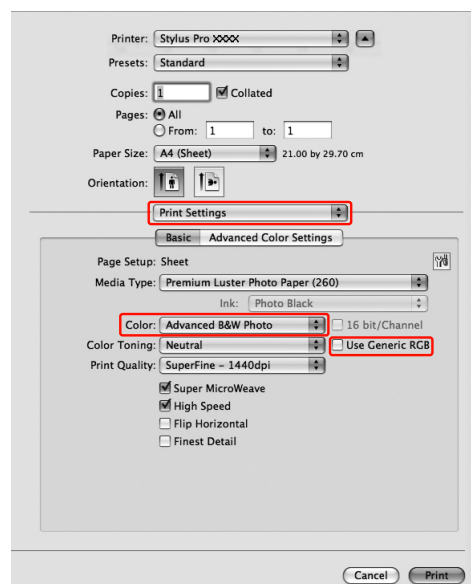 Printer: Stylus Pro XXXX
Presets: Standard
Copies: 1 Collated
Pages: All
From: 1 to: 1
Paper Size: A4 (Sheet) 21.00 by 29.70 cm
Orientation:
Print Settings
Basic Advanced Color Settings
Page Setup: Sheet
Media Type: Premium Luster Photo Paper (260)
Ink: Photo Black
Color: Advanced B&W Photo 16 bit/Channel
Color Toning: Neutral Use Generic RGB
Print Quality: SuperFine – 1440dpi
Super MicroWeave
High Speed
Flip Horizontal
Finest Detail
Cancel Print